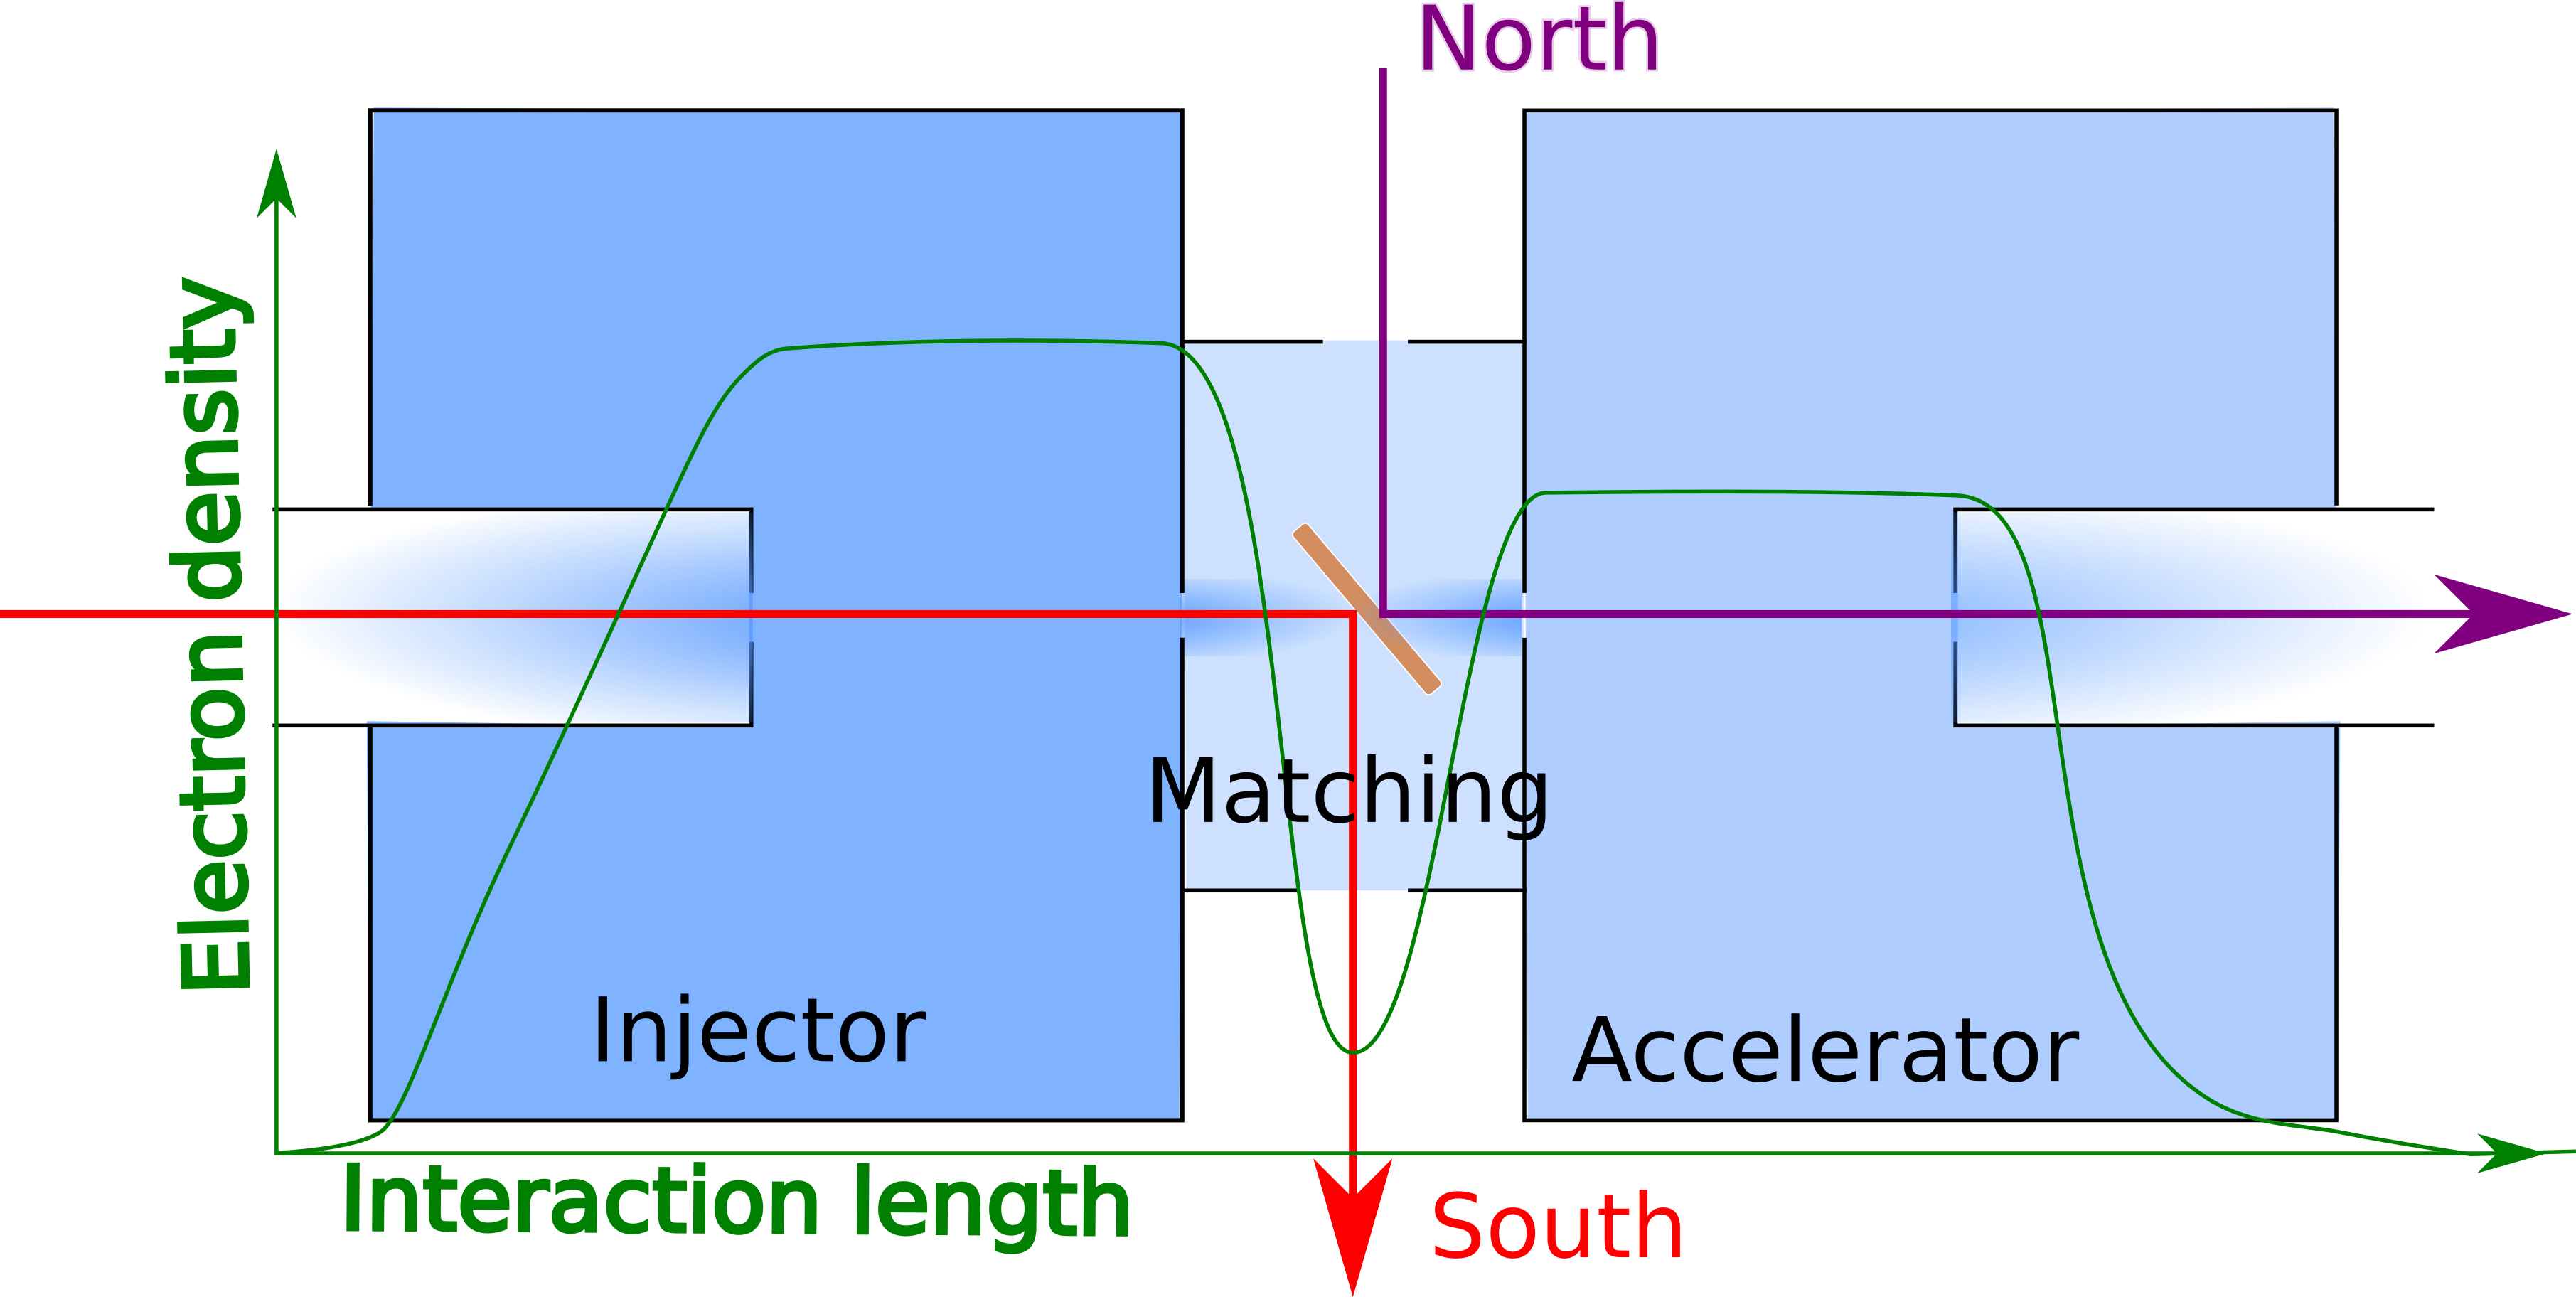 North
Electron density
Matching
Injector
Accelerator
Interaction length
South